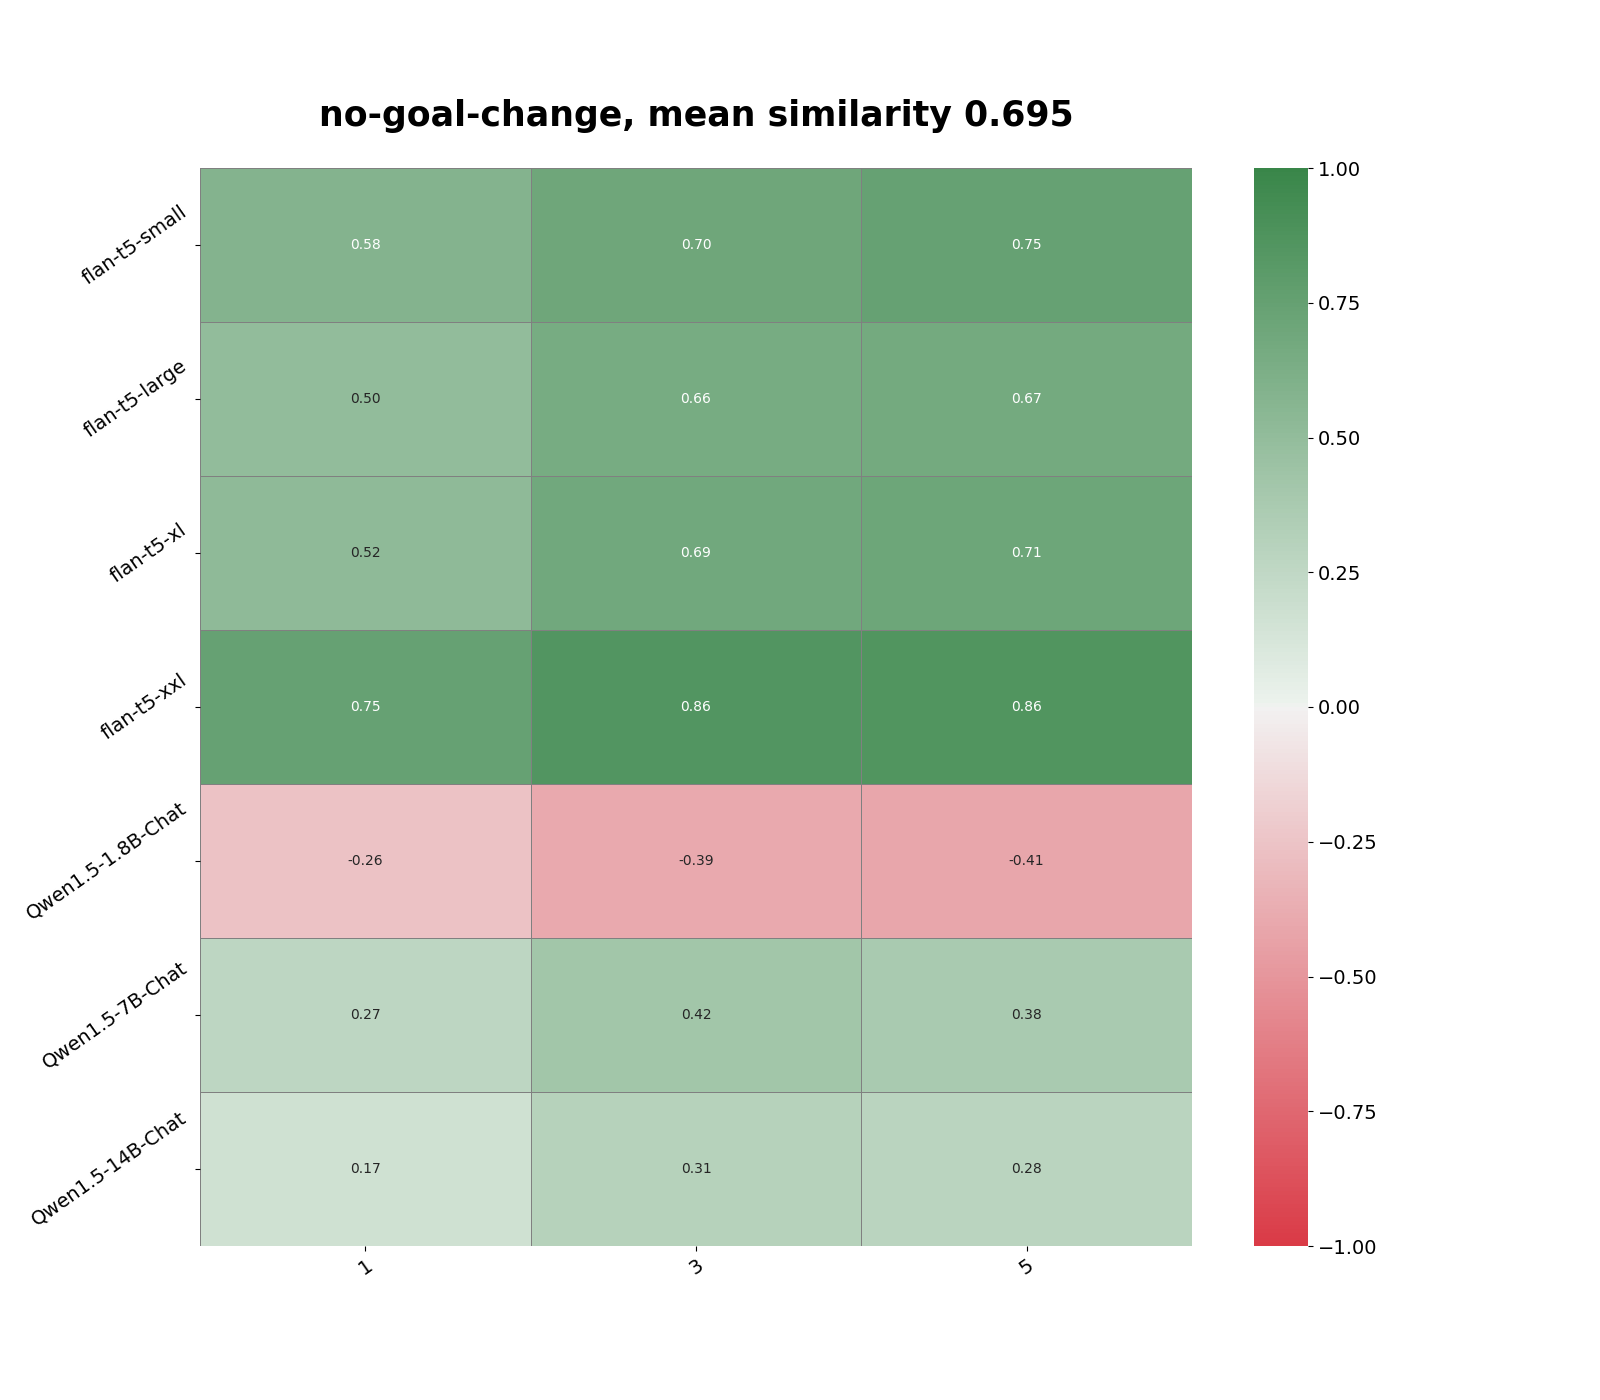 no-goal-change, mean similarity 0.695
flan-t5-small 0.58 0.70 0.75
flan-t5-large 0.50 0.66 0.67
flan-t5-xl 0.52 0.69 0.71
flan-t5-xxl 0.75 0.86 0.86
Qwen1.5-1.8B-Chat -0.26 -0.39 -0.41
Qwen1.5-7B-Chat 0.27 0.42 0.38
Qwen1.5-14B-Chat 0.17 0.31 0.28
1 3 5
1.00
0.75
0.50
0.25
0.00
−0.25
−0.50
−0.75
−1.00